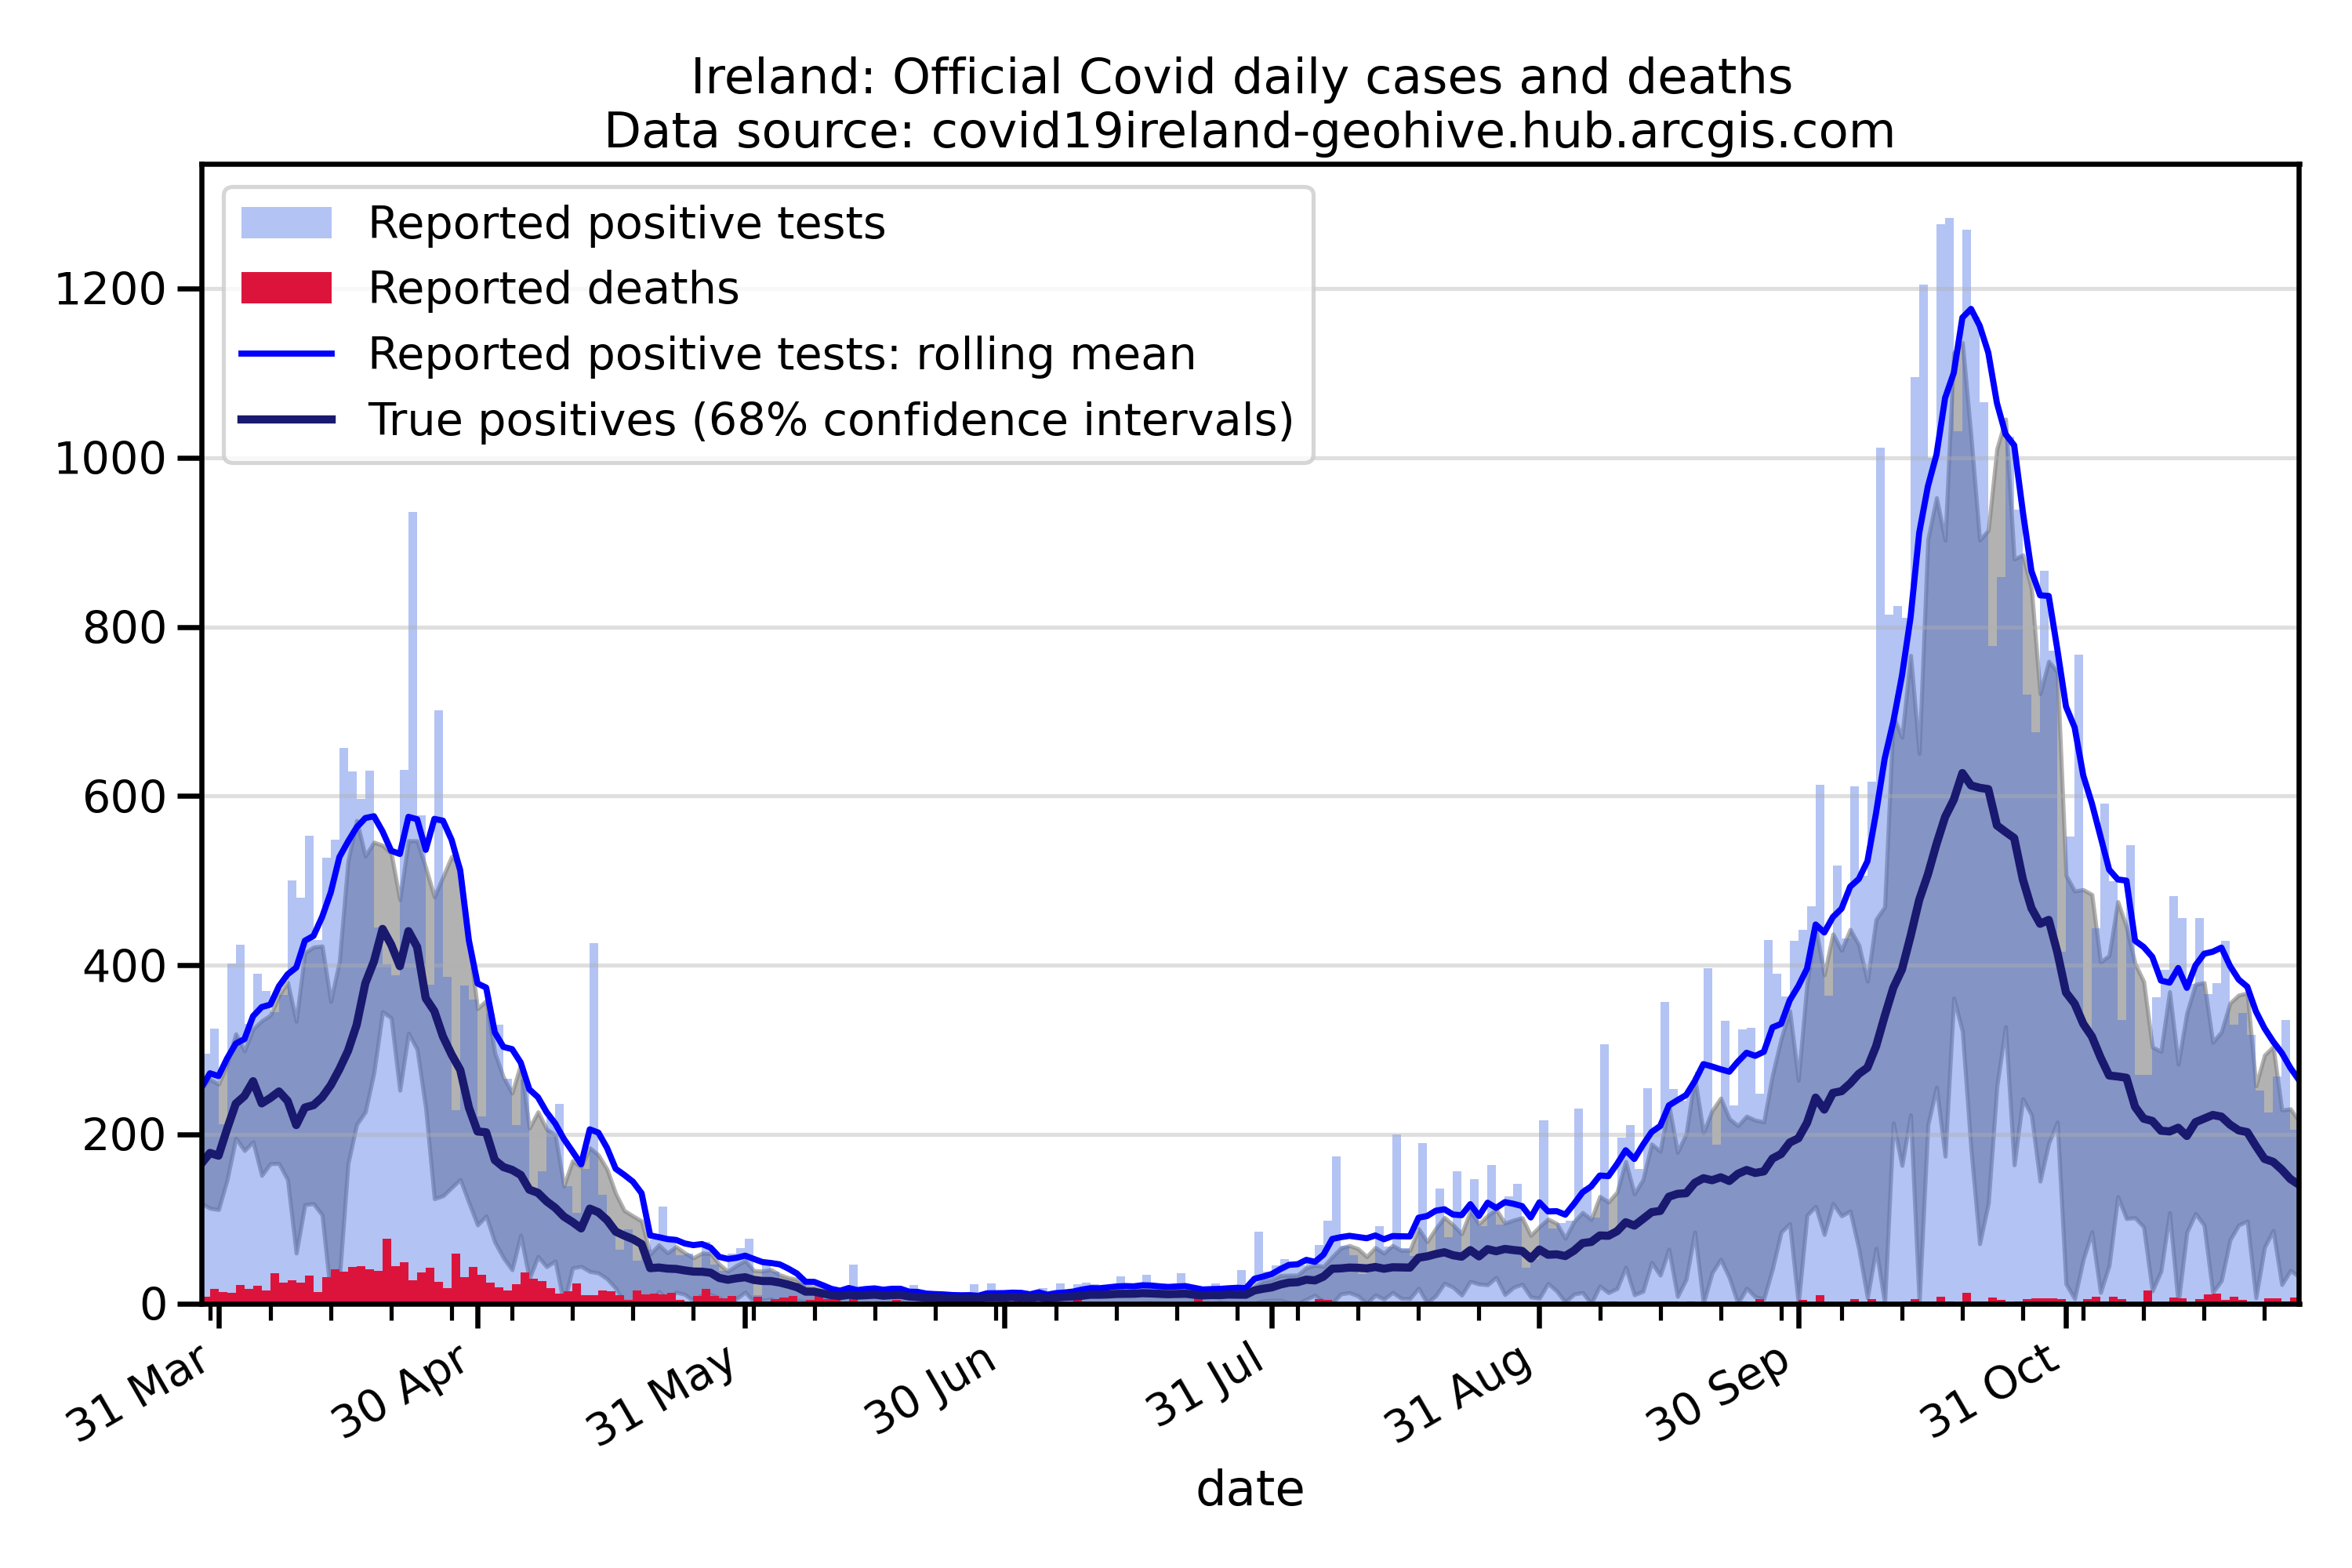 Ireland: Official Covid daily cases and deaths
Data source: covid19ireland-geohive.hub.arcgis.com
Reported positive tests
Reported deaths
Reported positive tests: rolling mean
True positives (68% confidence intervals)
1200
1000
800
600
400
200
0
31 Mar
30 Apr
31 May
30 Jun
31 Jul
31 Aug
30 Sep
31 Oct
date